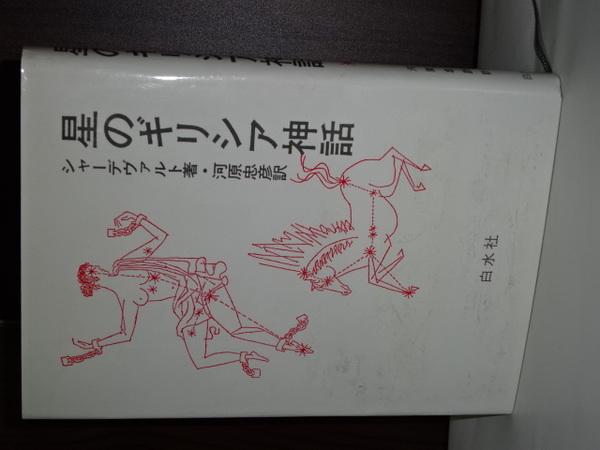 星のギリシア神話
シャーデヴァルト著・河原忠彦訳
白水社